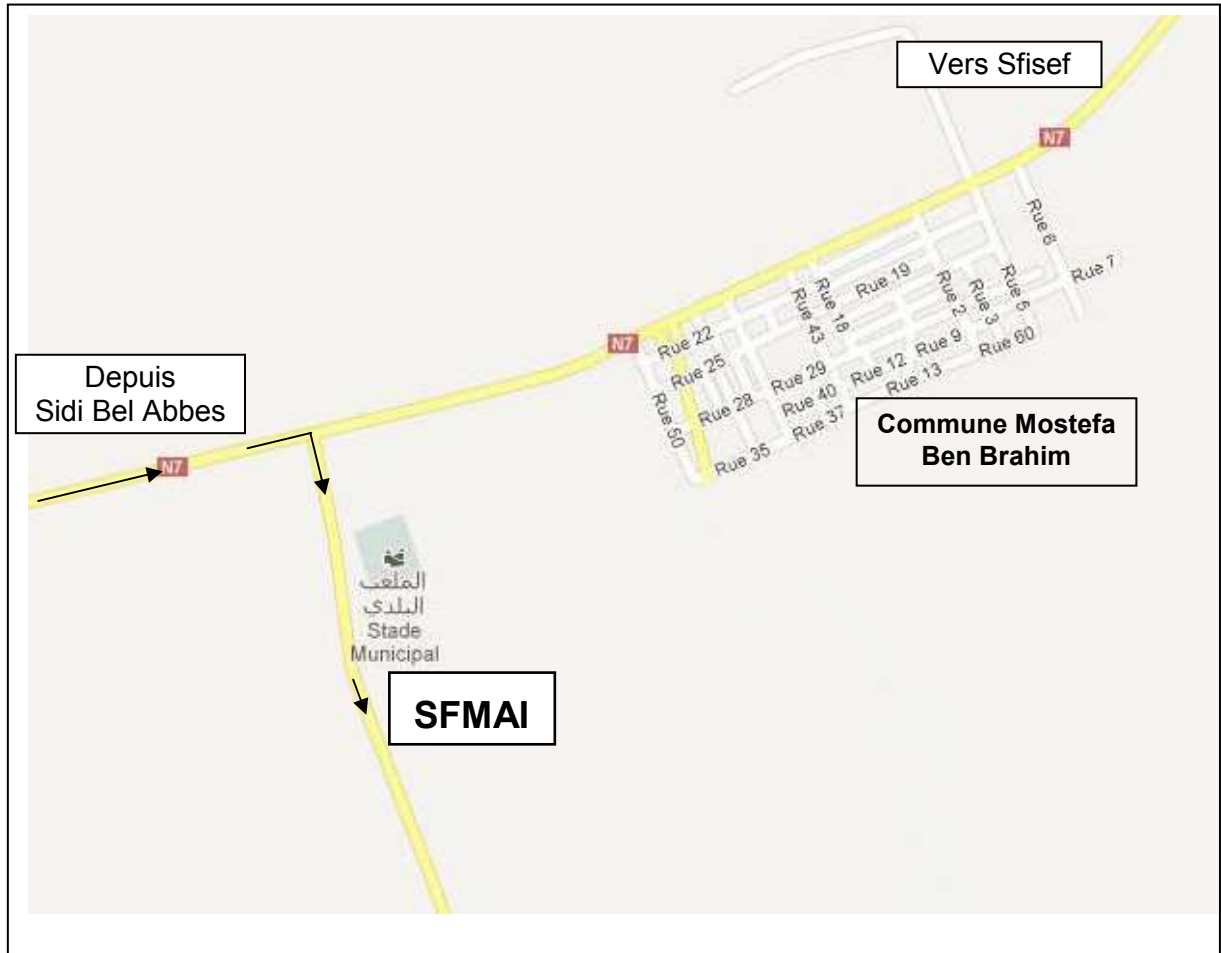 Vers Sfisef
N7
Rue 6
Rue 7
Rue 19
Rue 5
Rue 18
Rue 2
Rue 3
Rue 43
N7
Rue 22
Rue 9
Rue 60
Rue 25
Rue 29
Rue 12
Rue 13
Rue 28
Rue 40
Rue 50
Rue 37
Rue 35
Depuis
Sidi Bel Abbes
Commune Mostefa
Ben Brahim
N7
الملعب
البلدي
Stade
Municipal
SFMAI